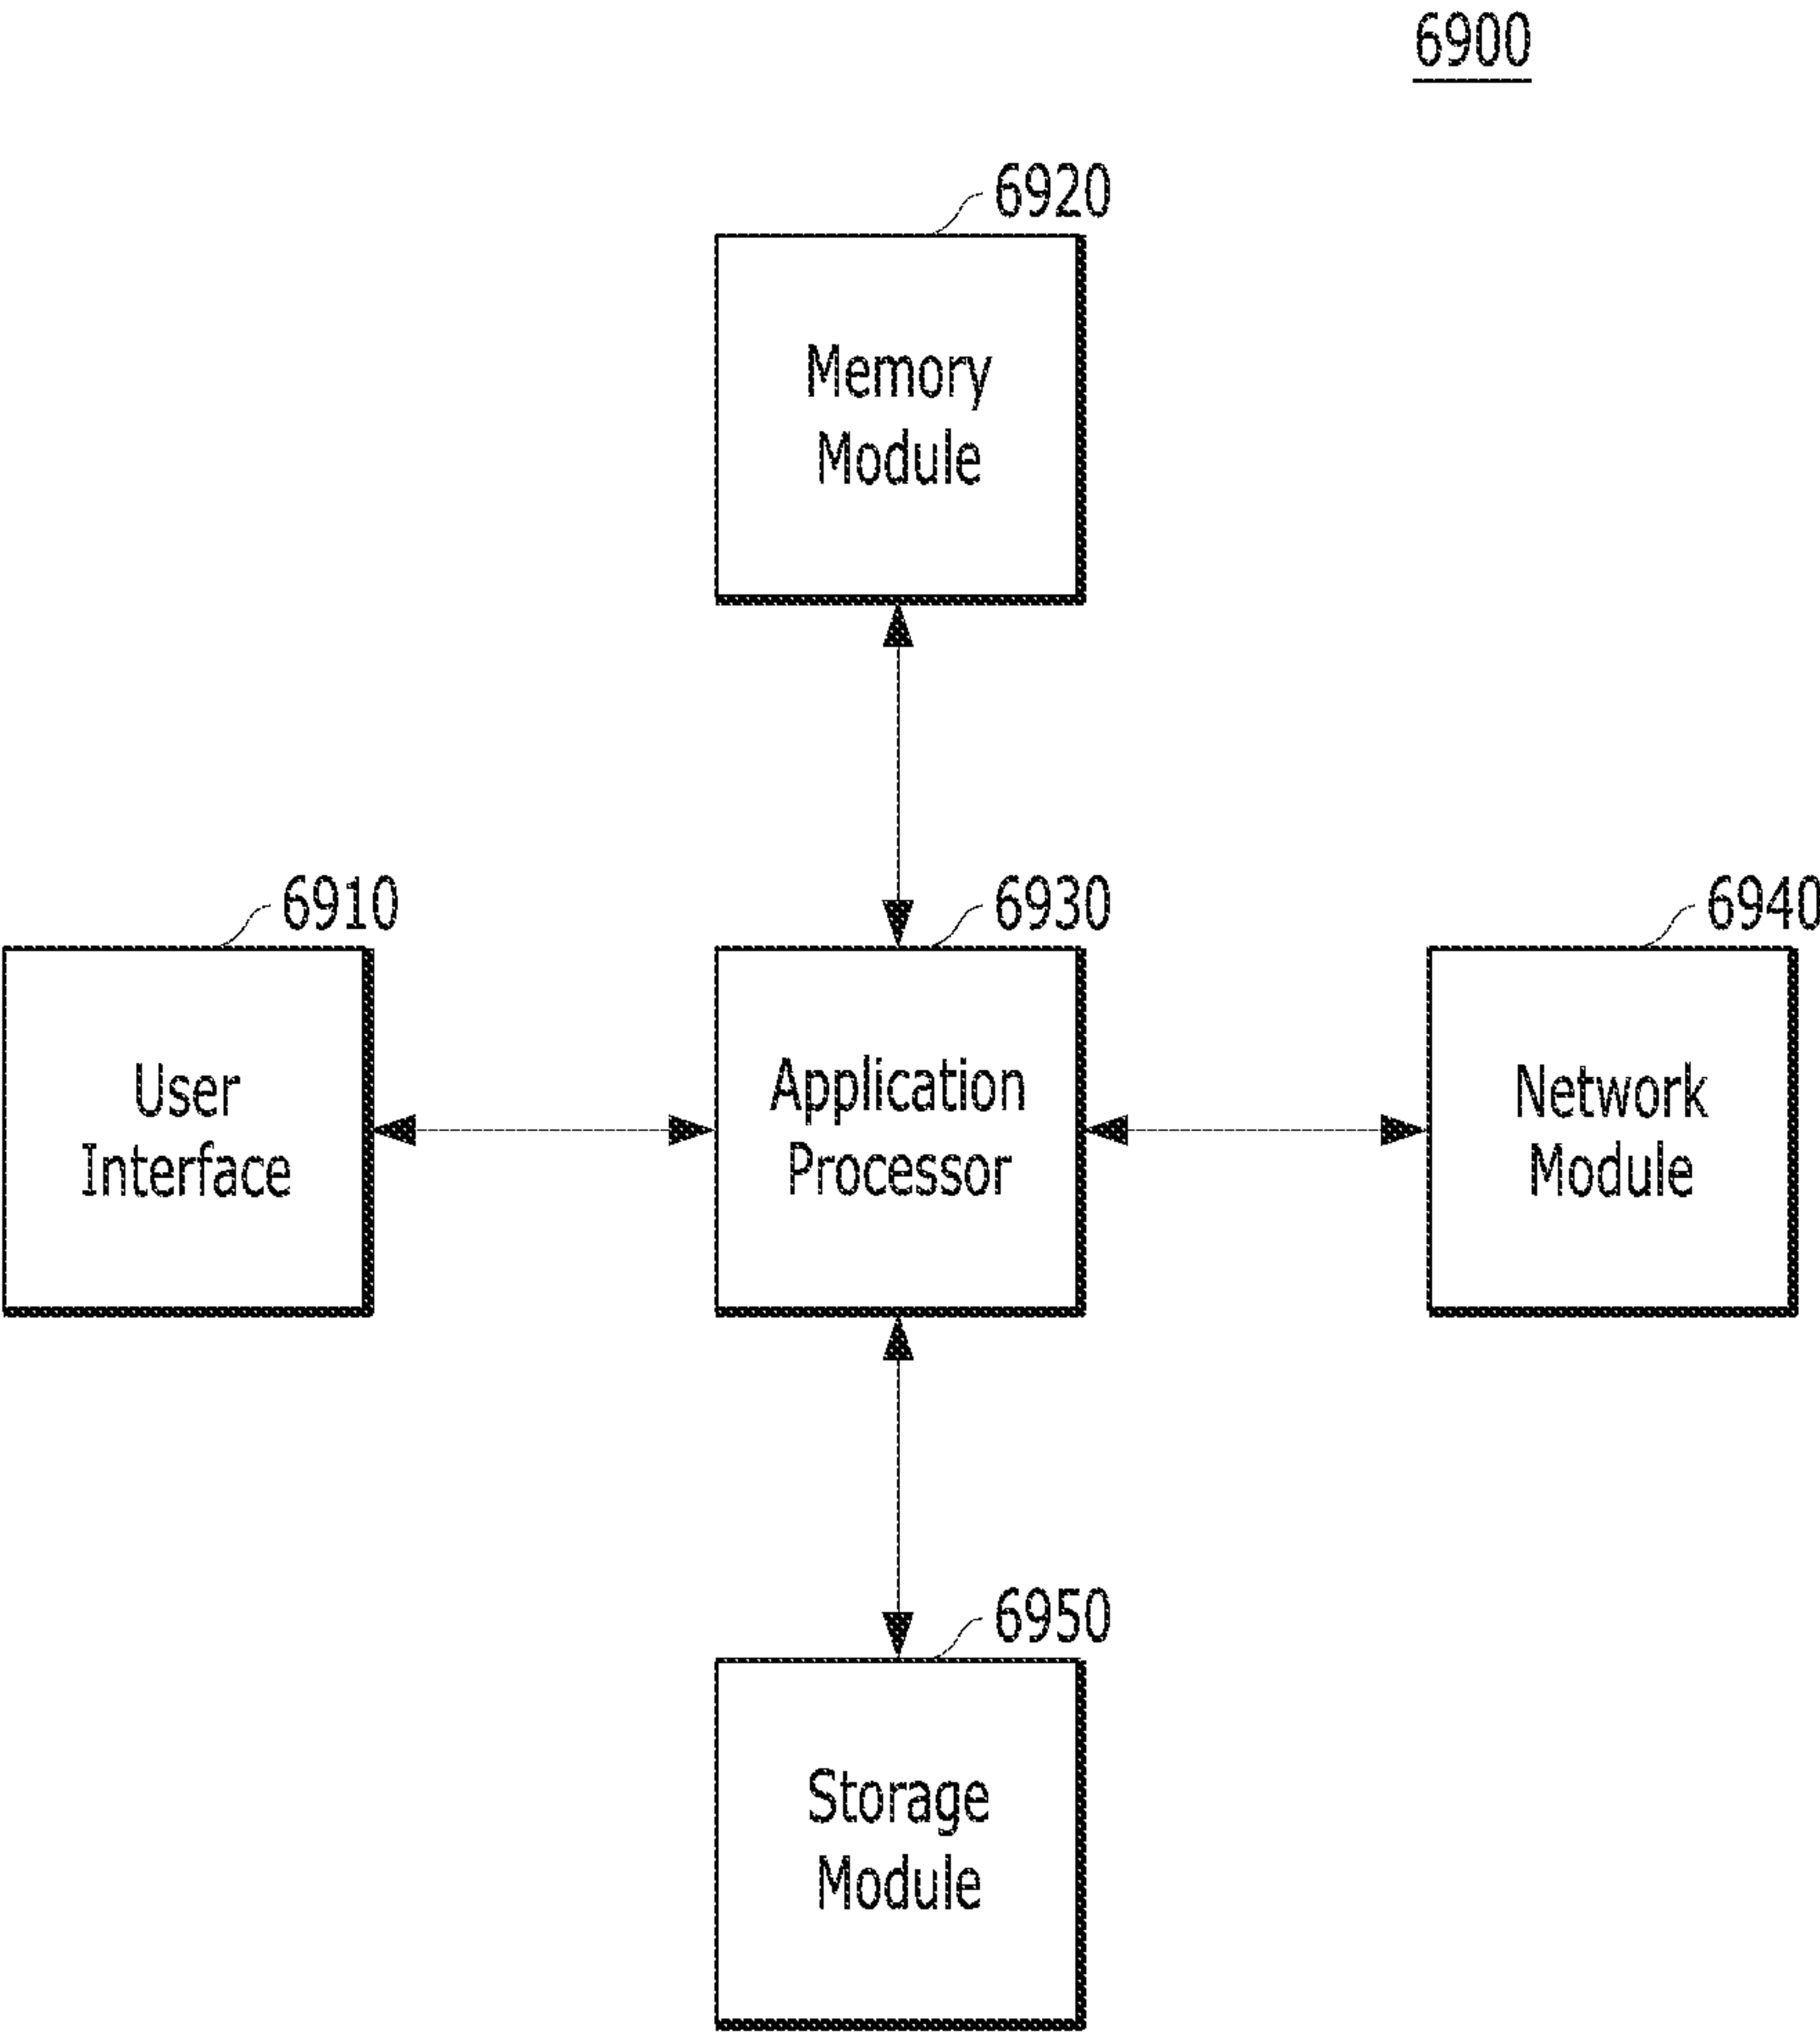 6900
6920
Memory
Module
6910
6930
6940
User
Interface
Application
Processor
Network
Module
6950
Storage
Module